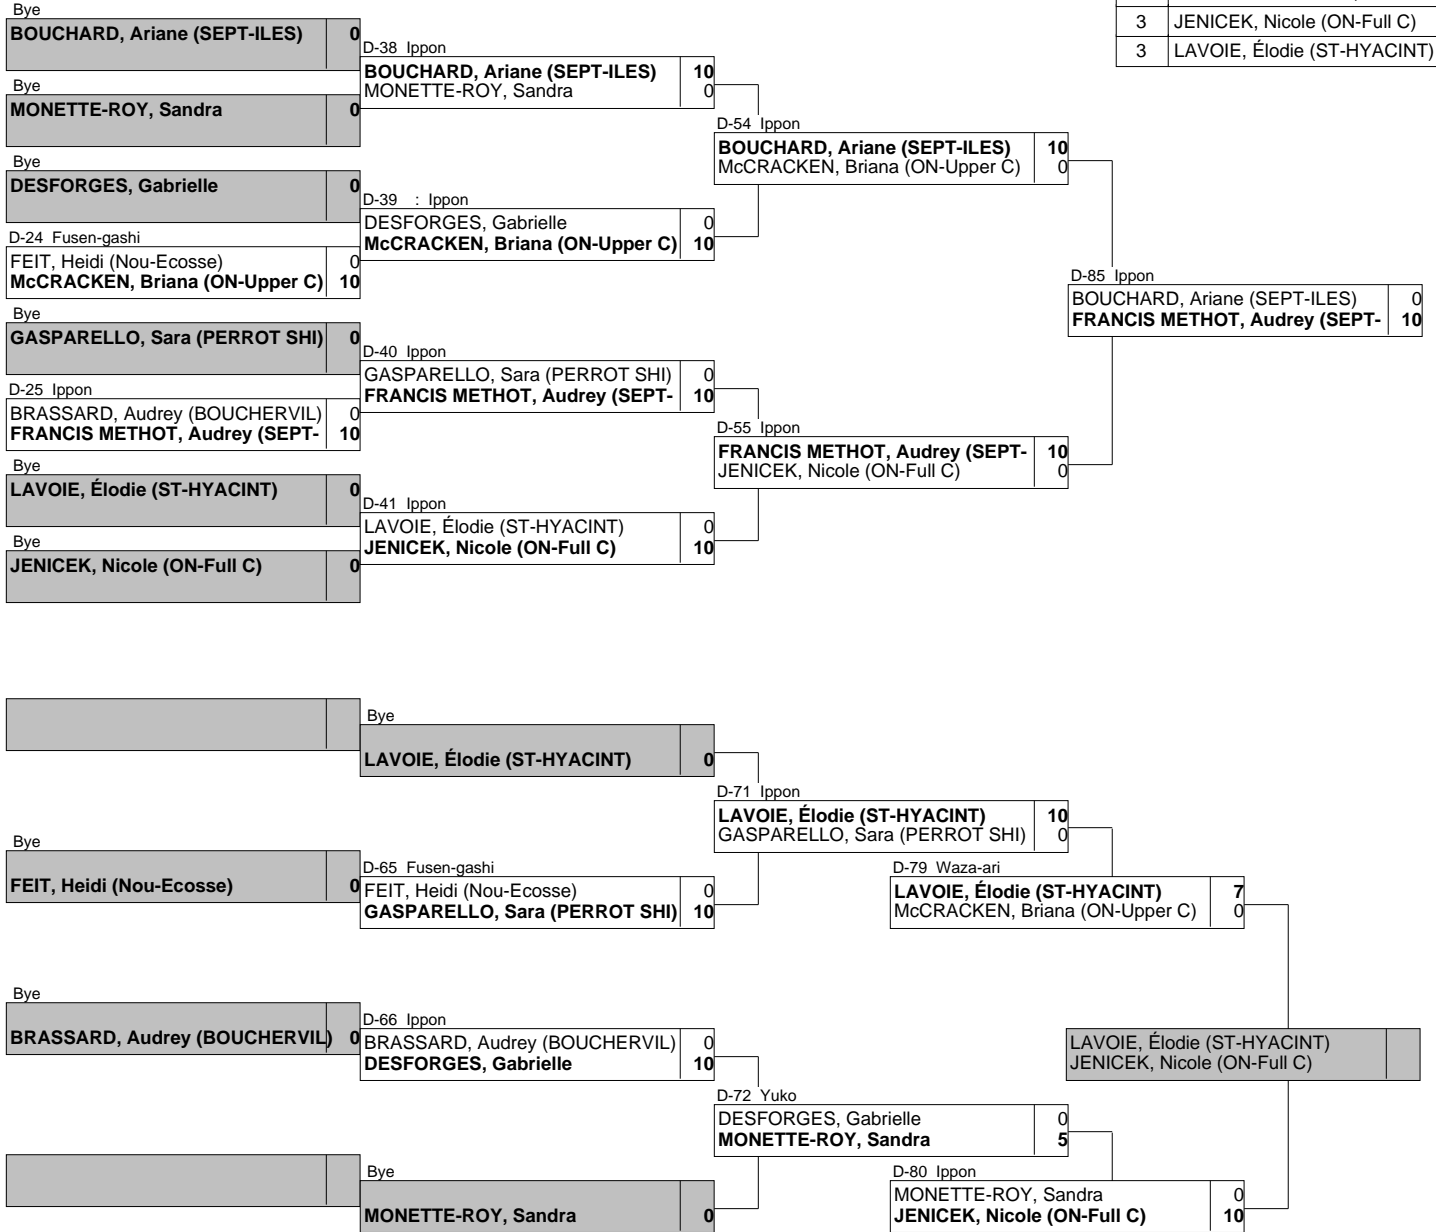 3 JENICEK, Nicole (ON-Full C)
3 LAVOIE, Élodie (ST-HYACINT)
Bye
BOUCHARD, Ariane (SEPT-ILES) 0
Bye
MONETTE-ROY, Sandra 0
Bye
DESFORGES, Gabrielle 0
D-24 Fusen-gashi
FEIT, Heidi (Nou-Ecosse) 0
McCRACKEN, Briana (ON-Upper C) 10
Bye
GASPARELLO, Sara (PERROT SHI) 0
D-25 Ippon
BRASSARD, Audrey (BOUCHERVIL) 0
FRANCIS METHOT, Audrey (SEPT- 10
Bye
LAVOIE, Élodie (ST-HYACINT) 0
Bye
JENICEK, Nicole (ON-Full C) 0
D-38 Ippon
BOUCHARD, Ariane (SEPT-ILES) 10
MONETTE-ROY, Sandra 0
D-39 : Ippon
DESFORGES, Gabrielle 0
McCRACKEN, Briana (ON-Upper C) 10
D-40 Ippon
GASPARELLO, Sara (PERROT SHI) 0
FRANCIS METHOT, Audrey (SEPT- 10
D-41 Ippon
LAVOIE, Élodie (ST-HYACINT) 0
JENICEK, Nicole (ON-Full C) 10
D-54 Ippon
BOUCHARD, Ariane (SEPT-ILES) 10
McCRACKEN, Briana (ON-Upper C) 0
D-55 Ippon
FRANCIS METHOT, Audrey (SEPT- 10
JENICEK, Nicole (ON-Full C) 0
D-85 Ippon
BOUCHARD, Ariane (SEPT-ILES) 0
FRANCIS METHOT, Audrey (SEPT- 10
Bye
FEIT, Heidi (Nou-Ecosse) 0
Bye
BRASSARD, Audrey (BOUCHERVIL) 0
Bye
LAVOIE, Élodie (ST-HYACINT) 0
D-65 Fusen-gashi
FEIT, Heidi (Nou-Ecosse) 0
GASPARELLO, Sara (PERROT SHI) 10
D-66 Ippon
BRASSARD, Audrey (BOUCHERVIL) 0
DESFORGES, Gabrielle 10
Bye
MONETTE-ROY, Sandra 0
D-71 Ippon
LAVOIE, Élodie (ST-HYACINT) 10
GASPARELLO, Sara (PERROT SHI) 0
D-72 Yuko
DESFORGES, Gabrielle 0
MONETTE-ROY, Sandra 5
D-79 Waza-ari
LAVOIE, Élodie (ST-HYACINT) 7
McCRACKEN, Briana (ON-Upper C) 0
D-80 Ippon
MONETTE-ROY, Sandra 0
JENICEK, Nicole (ON-Full C) 10
LAVOIE, Élodie (ST-HYACINT)
JENICEK, Nicole (ON-Full C)